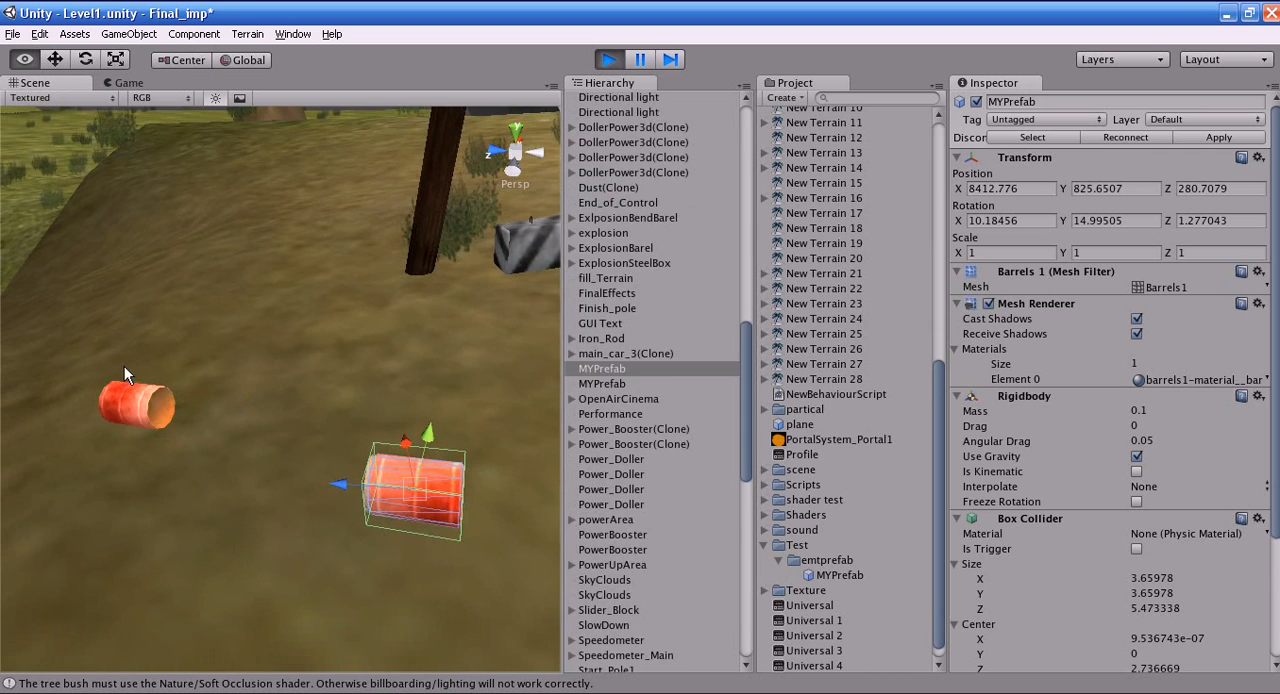 Unity - Level1.unity - Final_imp*
File Edit Assets GameObject Component Terrain Window Help
Center Global Layers Layout
Scene Game
Textured RGB
z
Persp
Hierarchy
Directional light
Directional light
DollerPower3d(Clone)
DollerPower3d(Clone)
DollerPower3d(Clone)
DollerPower3d(Clone)
Dust(Clone)
End_of_Control
ExlposionBendBarel
explosion
ExplosionBarel
ExplosionSteelBox
fill_Terrain
FinalEffects
Finish_pole
GUI Text
Iron_Rod
main_car_3(Clone)
MYPrefab
MYPrefab
OpenAirCinema
Performance
Power_Booster(Clone)
Power_Booster(Clone)
Power_Doller
Power_Doller
Power_Doller
Power_Doller
powerArea
PowerBooster
PowerBooster
PowerUpArea
SkyClouds
SkyClouds
Slider_Block
SlowDown
Speedometer
Speedometer_Main
Start_Pole1
Project
Create
New Terrain 10
New Terrain 11
New Terrain 12
New Terrain 13
New Terrain 14
New Terrain 15
New Terrain 16
New Terrain 17
New Terrain 18
New Terrain 19
New Terrain 20
New Terrain 21
New Terrain 22
New Terrain 23
New Terrain 24
New Terrain 25
New Terrain 26
New Terrain 27
New Terrain 28
NewBehaviourScript
partical
plane
PortalSystem_Portal1
Profile
scene
Scripts
shader test
Shaders
sound
Test
emtprefab
MYPrefab
Texture
Universal
Universal 1
Universal 2
Universal 3
Universal 4
Inspector
MYPrefab
Tag Untagged Layer Default
Discon Select Reconnect Apply
Transform
Position
X 8412.776 Y 825.6507 Z 280.7079
Rotation
X 10.18456 Y 14.99505 Z 1.277043
Scale
X 1 Y 1 Z 1
Barrels 1 (Mesh Filter)
Mesh Barrels1
Mesh Renderer
Cast Shadows
Receive Shadows
Materials
Size 1
Element 0 barrels1-material__bar
Rigidbody
Mass 0.1
Drag 0
Angular Drag 0.05
Use Gravity
Is Kinematic
Interpolate None
Freeze Rotation
Box Collider
Material None (Physic Material)
Is Trigger
Size
X 3.65978
Y 3.65978
Z 5.473338
Center
X 9.536743e-07
Y 0
Z 2.736669
The tree bush must use the Nature/Soft Occlusion shader. Otherwise billboarding/lighting will not work correctly.